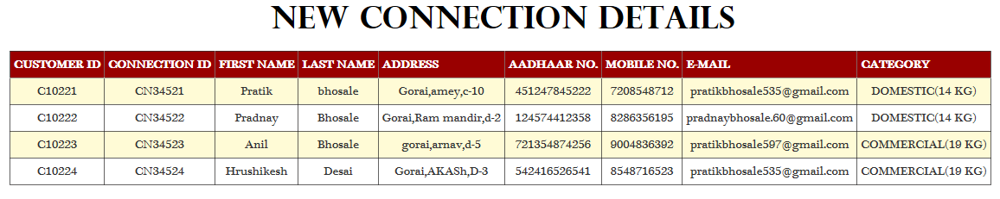 NEW CONNECTION DETAILS
CUSTOMER ID CONNECTION ID FIRST NAME LAST NAME ADDRESS AADHAAR NO. MOBILE NO. E-MAIL CATEGORY
C10221 CN34521 Pratik bhosale Gorai,amey,c-10 451247845222 7208548712 pratikbhosale535@gmail.com DOMESTIC(14 KG)
C10222 CN34522 Pradnay Bhosale Gorai,Ram mandir,d-2 124574412358 8286356195 pradnaybhosale.60@gmail.com DOMESTIC(14 KG)
C10223 CN34523 Anil Bhosale gorai,arnav,d-5 721354874256 9004836392 pratikbhosale597@gmail.com COMMERCIAL(19 KG)
C10224 CN34524 Hrushikesh Desai Gorai,AKASh,D-3 542416526541 8548716523 pratikbhosale535@gmail.com COMMERCIAL(19 KG)